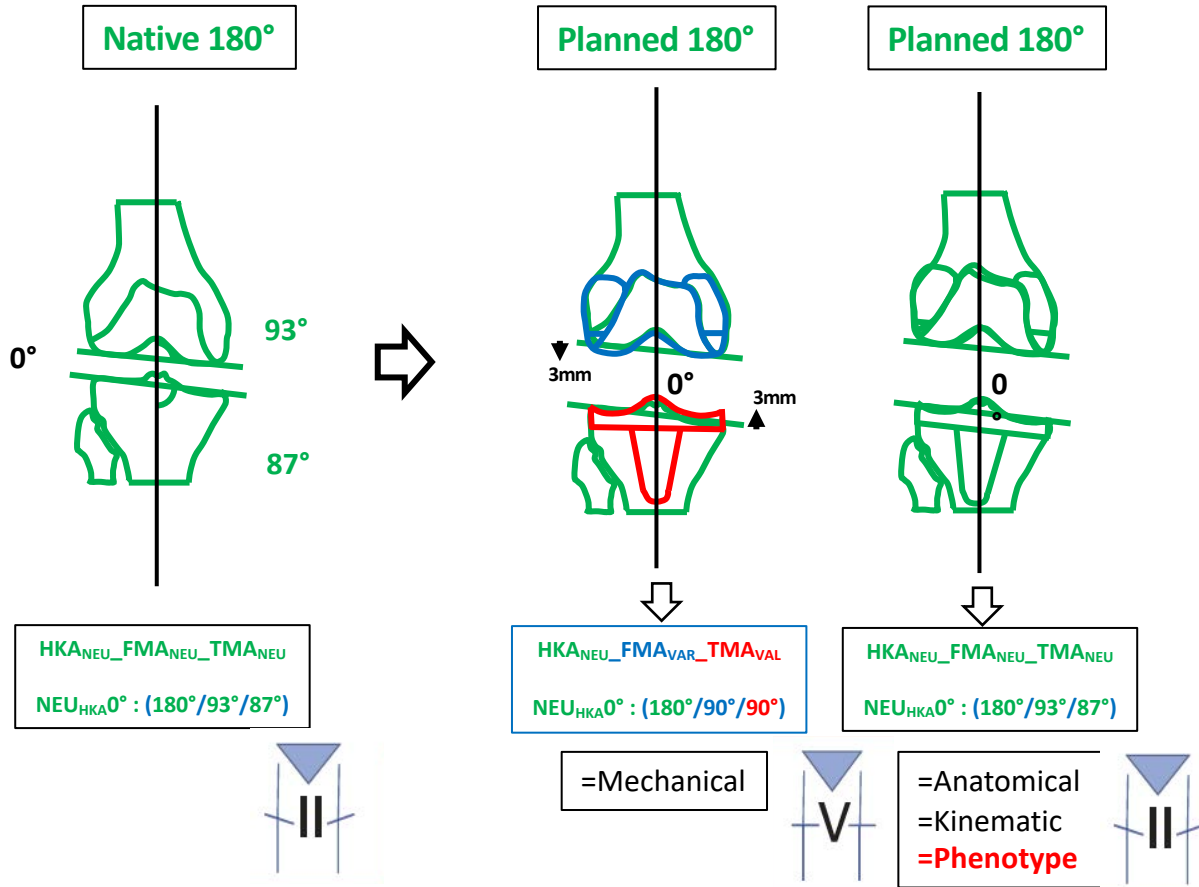 Native 180°
Planned 180°
Planned 180°
93°
0°
3mm
0°
3mm
0
°
87°
HKANEU_FMANEU_TMANEU
NEUHKA0° : (180°/93°/87°)
HKANEU_FMAVAR_TMAVAL
NEUHKA0° : (180°/90°/90°)
HKANEU_FMANEU_TMANEU
NEUHKA0° : (180°/93°/87°)
II
=Mechanical
V
=Anatomical
=Kinematic
=Phenotype
II